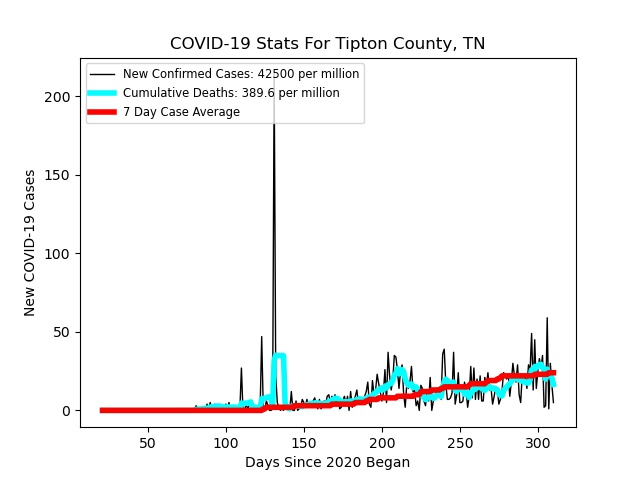 COVID-19 Stats For Tipton County, TN
New Confirmed Cases: 42500 per million
Cumulative Deaths: 389.6 per million
7 Day Case Average
New COVID-19 Cases
200
150
100
50
0
50 100 150 200 250 300
Days Since 2020 Began